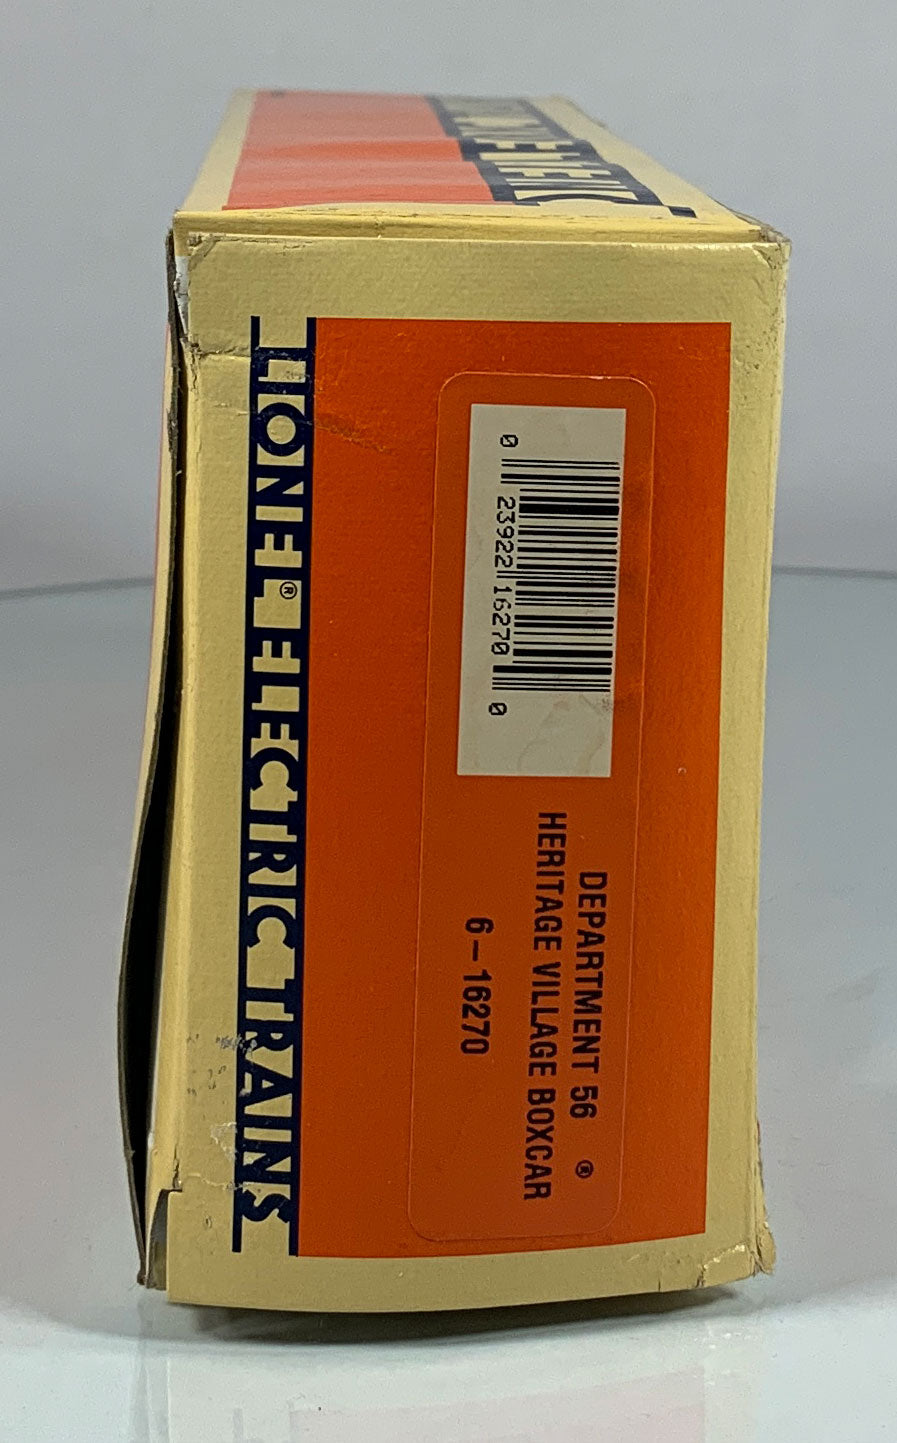 LIONEL® ELECTRIC TRAINS
0 23922 16270 0
DEPARTMENT 56 ®
HERITAGE VILLAGE BOXCAR
6-16270